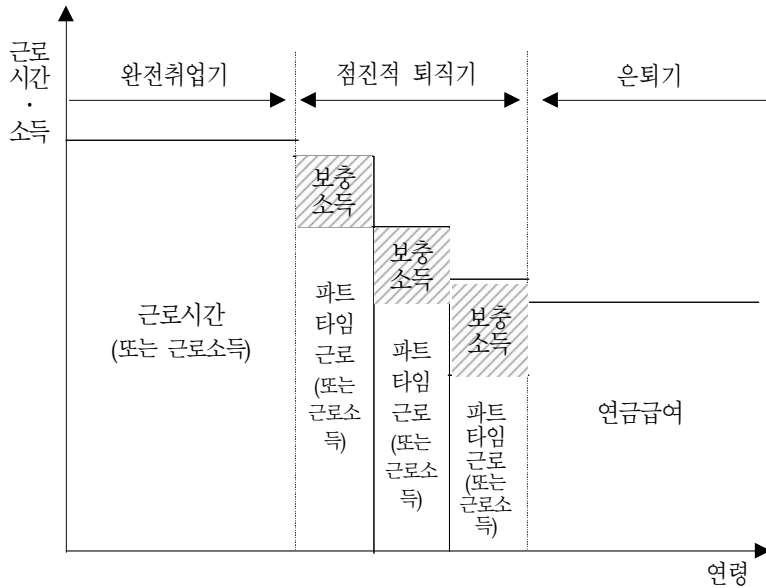 근로
시간
·
소득
완전취업기
점진적 퇴직기
은퇴기
근로시간
(또는 근로소득)
보충
소득
파트
타임
근로
(또는
근로소
득)
보충
소득
파트
타임
근로
(또는
근로소
득)
보충
소득
파트
타임
근로
(또는
근로소
득)
연금급여
연령